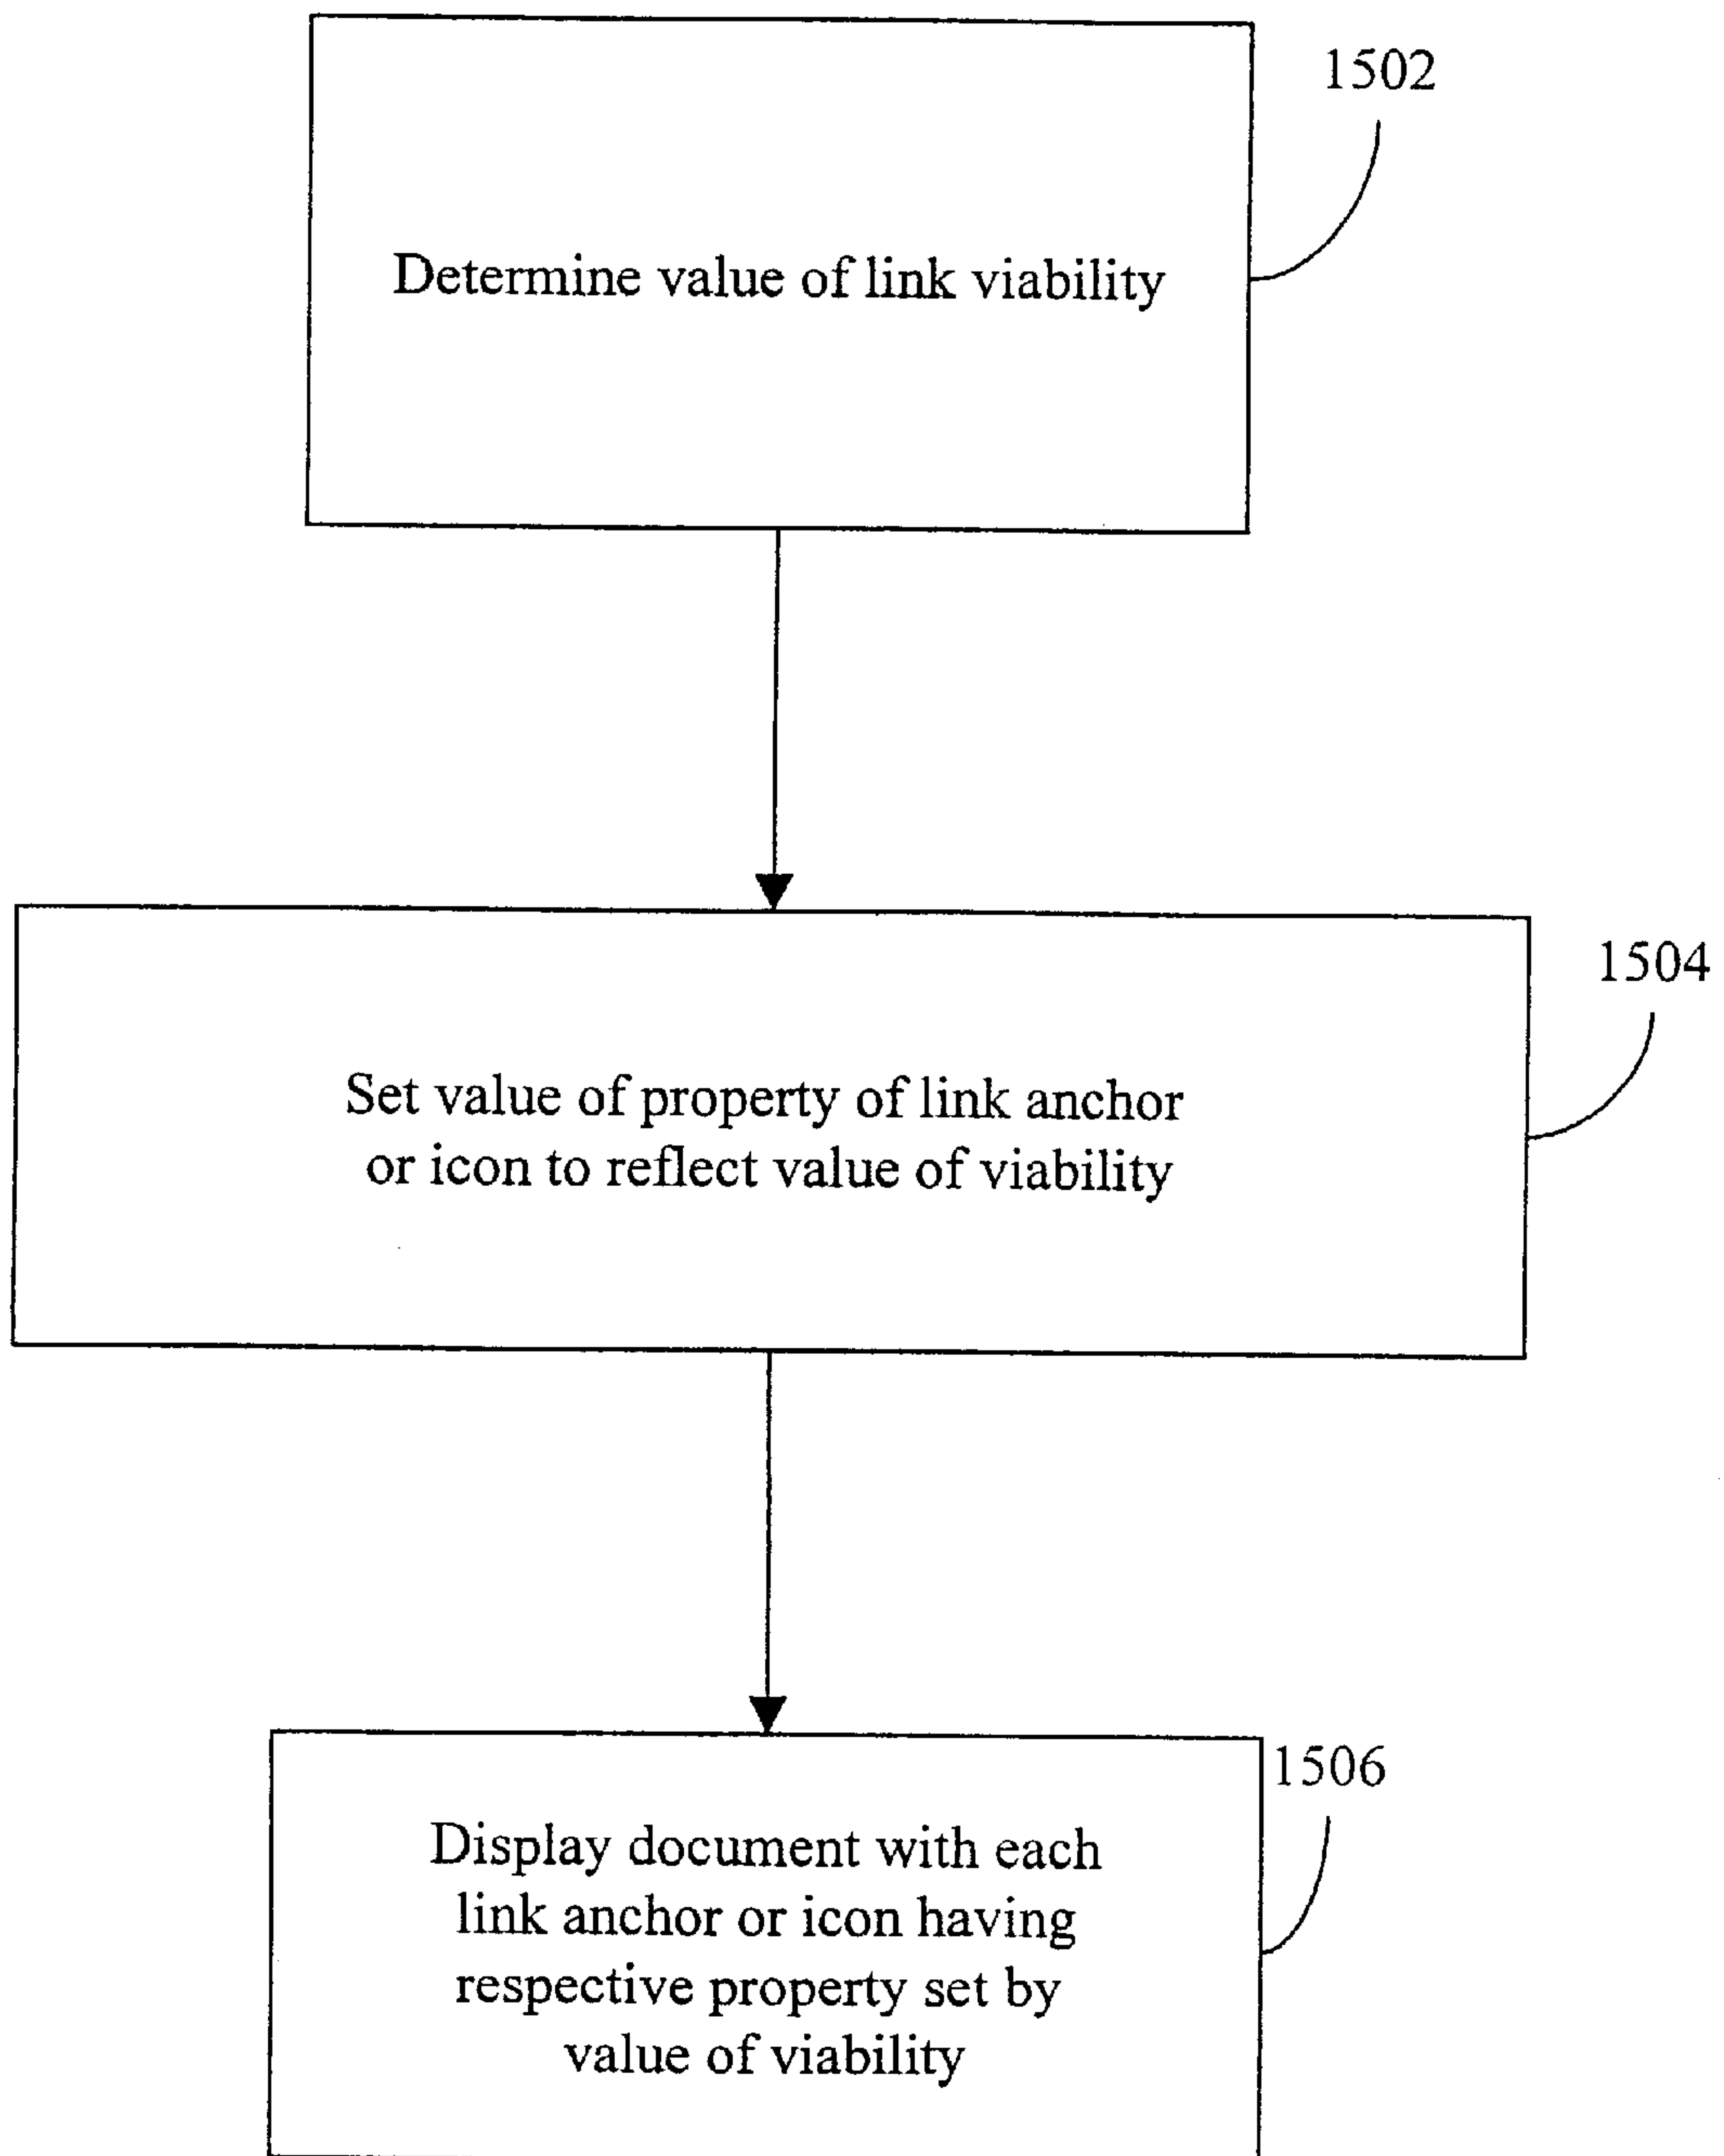 1502
Determine value of link viability
1504
Set value of property of link anchor
or icon to reflect value of viability
1506
Display document with each
link anchor or icon having
respective property set by
value of viability